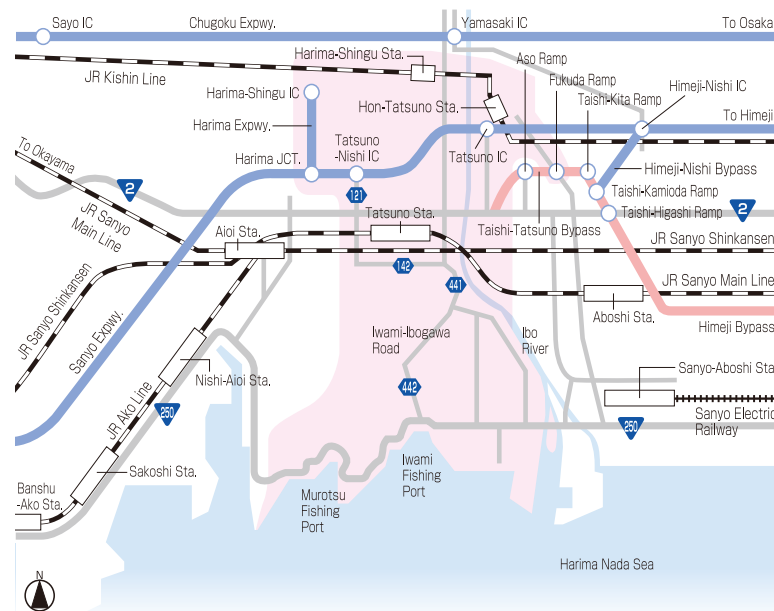 Sayo IC
Chugoku Expwy.
Yamasaki IC
To Osaka
Harima-Shingu Sta.
Aso Ramp
JR Kishin Line
Fukuda Ramp
Himeji-Nishi IC
Harima-Shingu IC
Hon-Tatsuno Sta.
Taishi-Kita Ramp
To Himeji
Harima Expwy.
Tatsuno
-Nishi IC
Tatsuno IC
To Okayama
Harima JCT.
Himeji-Nishi Bypass
2
121
Taishi-Kamioda Ramp
JR Sanyo
Main Line
Tatsuno Sta.
Taishi-Higashi Ramp
2
Aioi Sta.
Taishi-Tatsuno Bypass
JR Sanyo Shinkansen
142
JR Sanyo Shinkansen
441
JR Sanyo Main Line
Sanyo Expwy.
Aboshi Sta.
Iwami-Ibogawa
Road
Ibo
River
Himeji Bypass
Nishi-Aioi Sta.
442
Sanyo-Aboshi Sta
JR Ako Line
250
250
Sanyo Electric
Railway
Sakoshi Sta.
Iwami
Fishing
Port
Banshu
-Ako Sta.
Murotsu
Fishing
Port
Harima Nada Sea
N